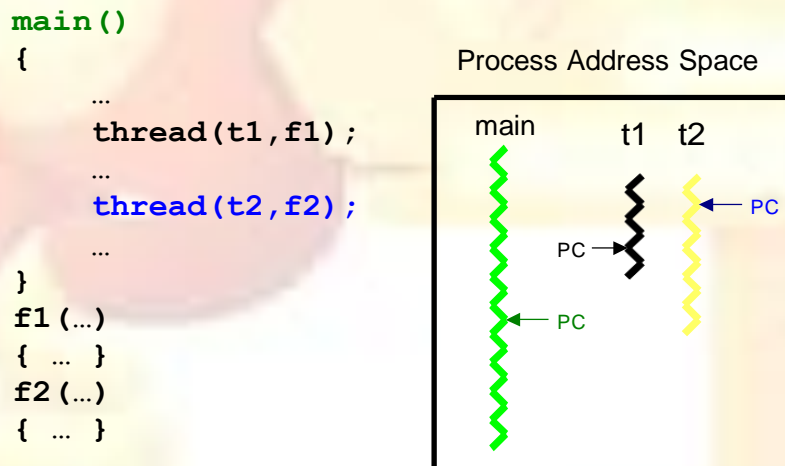 main()
{
…
thread(t1,f1);
…
thread(t2,f2);
…
}
f1(…)
{ … }
f2(…)
{ … }
Process Address Space
main t1 t2
PC
PC
PC